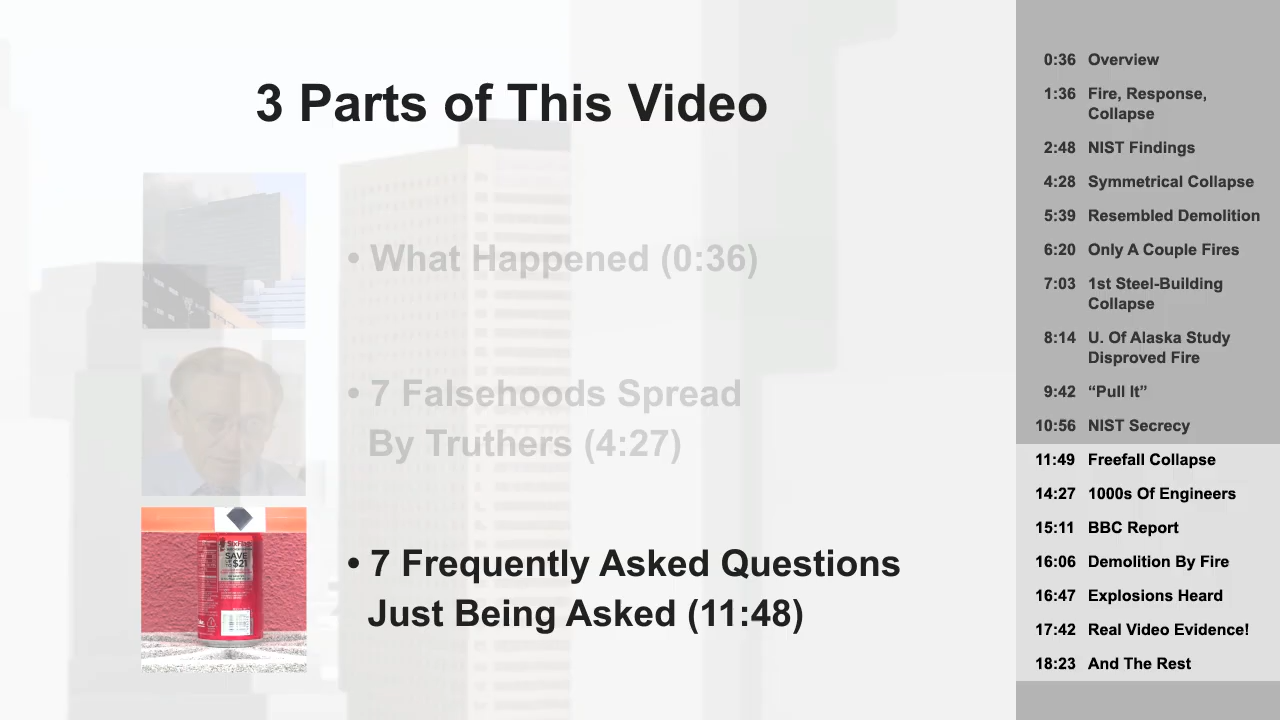 3 Parts of This Video
• What Happened (0:36)
• 7 Falsehoods Spread
By Truthers (4:27)
SAVE
$21
• 7 Frequently Asked Questions
Just Being Asked (11:48)
0:36 Overview
1:36 Fire, Response,
Collapse
2:48 NIST Findings
4:28 Symmetrical Collapse
5:39 Resembled Demolition
6:20 Only A Couple Fires
7:03 1st Steel-Building
Collapse
8:14 U. Of Alaska Study
Disproved Fire
9:42 “Pull It”
10:56 NIST Secrecy
11:49 Freefall Collapse
14:27 1000s Of Engineers
15:11 BBC Report
16:06 Demolition By Fire
16:47 Explosions Heard
17:42 Real Video Evidence!
18:23 And The Rest